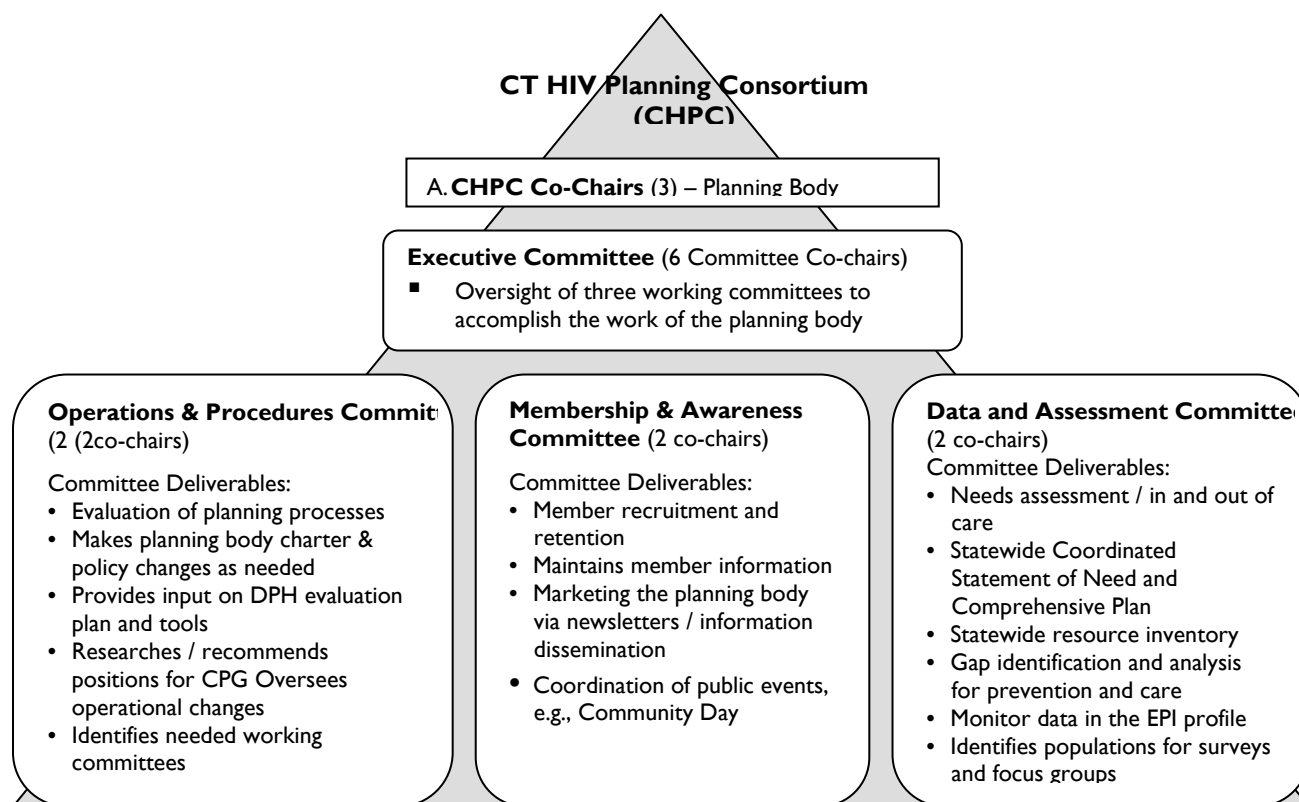 CT HIV Planning Consortium
(CHPC)
A. CHPC Co-Chairs (3) – Planning Body
Executive Committee (6 Committee Co-chairs)
▪ Oversight of three working committees to
accomplish the work of the planning body
Operations & Procedures Committ
(2 (2co-chairs)
Committee Deliverables:
• Evaluation of planning processes
• Makes planning body charter &
policy changes as needed
• Provides input on DPH evaluation
plan and tools
• Researches / recommends
positions for CPG Oversees
operational changes
• Identifies needed working
committees
Membership & Awareness
Committee (2 co-chairs)
Committee Deliverables:
• Member recruitment and
retention
• Maintains member information
• Marketing the planning body
via newsletters / information
dissemination
• Coordination of public events,
e.g., Community Day
Data and Assessment Committee
(2 co-chairs)
Committee Deliverables:
• Needs assessment / in and out of
care
• Statewide Coordinated
Statement of Need and
Comprehensive Plan
• Statewide resource inventory
• Gap identification and analysis
for prevention and care
• Monitor data in the EPI profile
• Identifies populations for surveys
and focus groups